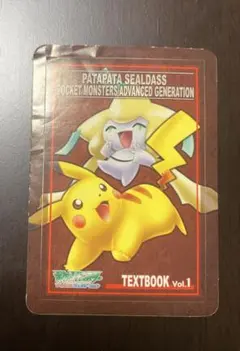 PATAPATA SEALDASS
POCKET MONSTERS ADVANCED GENERATION
TEXTBOOK Vol.1